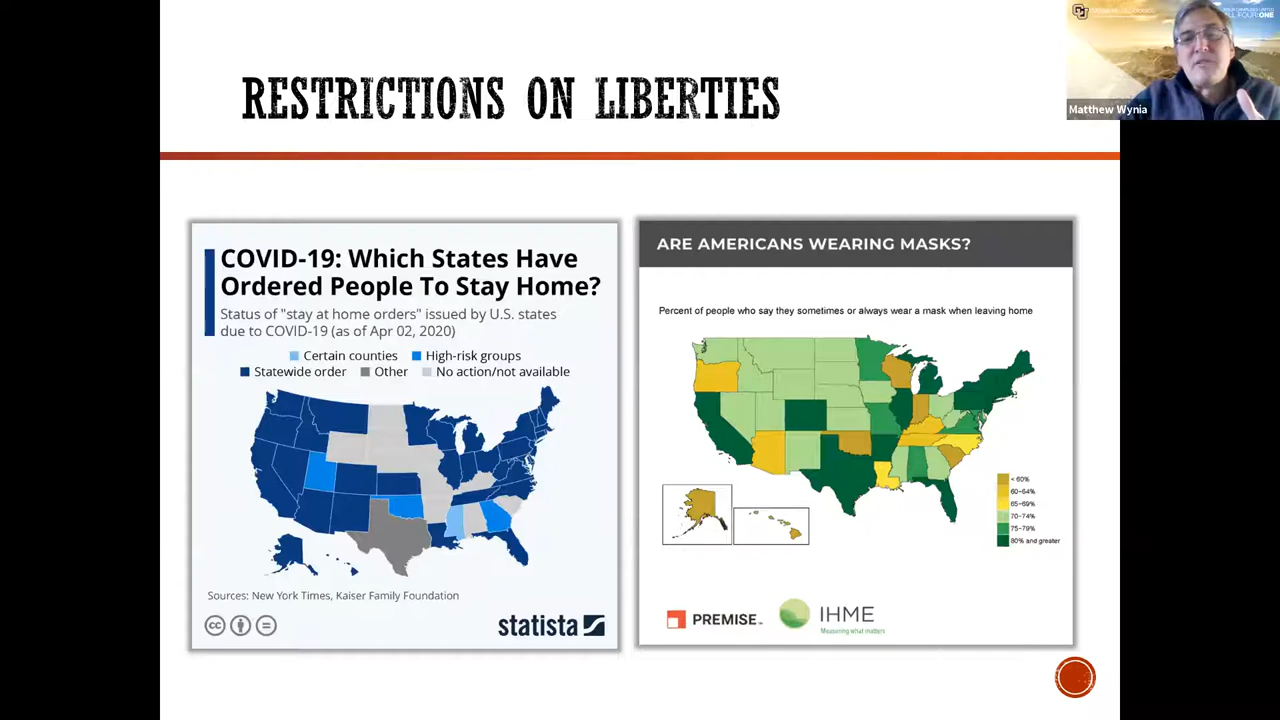 RESTRICTIONS ON LIBERTIES
Matthew Wynia
COVID-19: Which States Have
Ordered People To Stay Home?
Status of "stay at home orders" issued by U.S. states
due to COVID-19 (as of Apr 02, 2020)
Certain counties
High-risk groups
Statewide order
Other
No action/not available
Sources: New York Times, Kaiser Family Foundation
cc
statista
ARE AMERICANS WEARING MASKS?
Percent of people who say they sometimes or always wear a mask when leaving home
< 60%
60–64%
65–69%
70–74%
75–79%
80% and greater
PREMISE
IHME
Measuring what matters